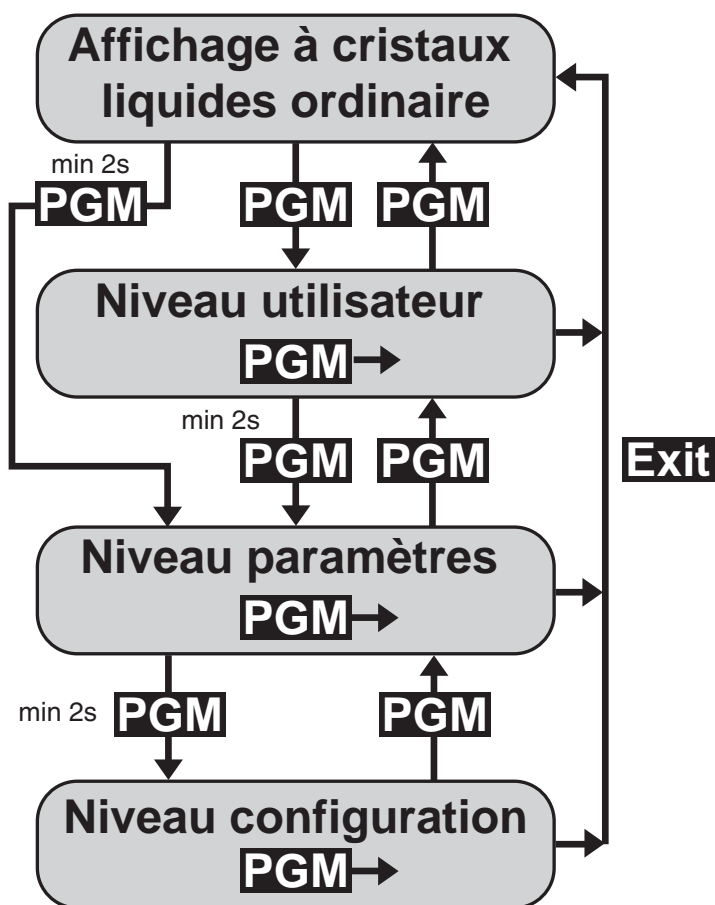 Affichage à cristaux
liquides ordinaire
min 2s
PGM
PGM
PGM
Niveau utilisateur
PGM
min 2s
PGM
PGM
Exit
Niveau paramètres
PGM
min 2s
PGM
PGM
Niveau configuration
PGM